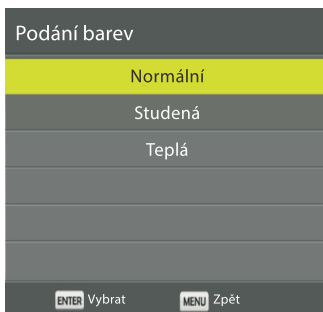 Podání barev
Normální
Studená
Teplá
ENTER Vybrat MENU Zpět